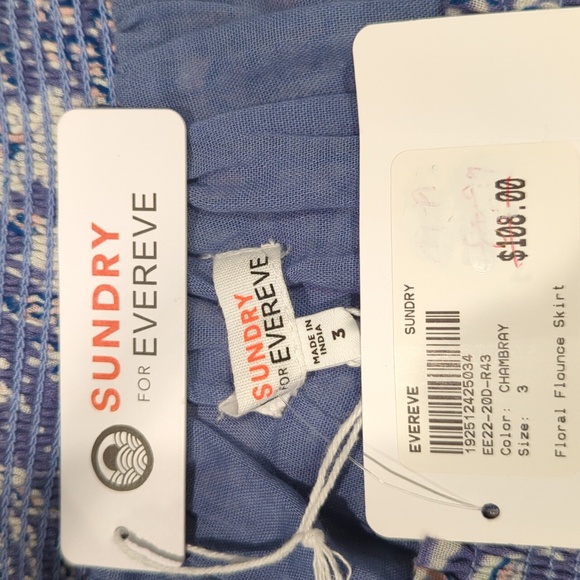 SUNDRY
FOR EVEREVE
SUNDRY
FOR EVEREVE
MADE IN
INDIA
3
$108.00
EVEREVE SUNDRY
192512425034
EE22-20D-R43
Color: CHAMBRAY
Size: 3
Floral Flounce Skirt